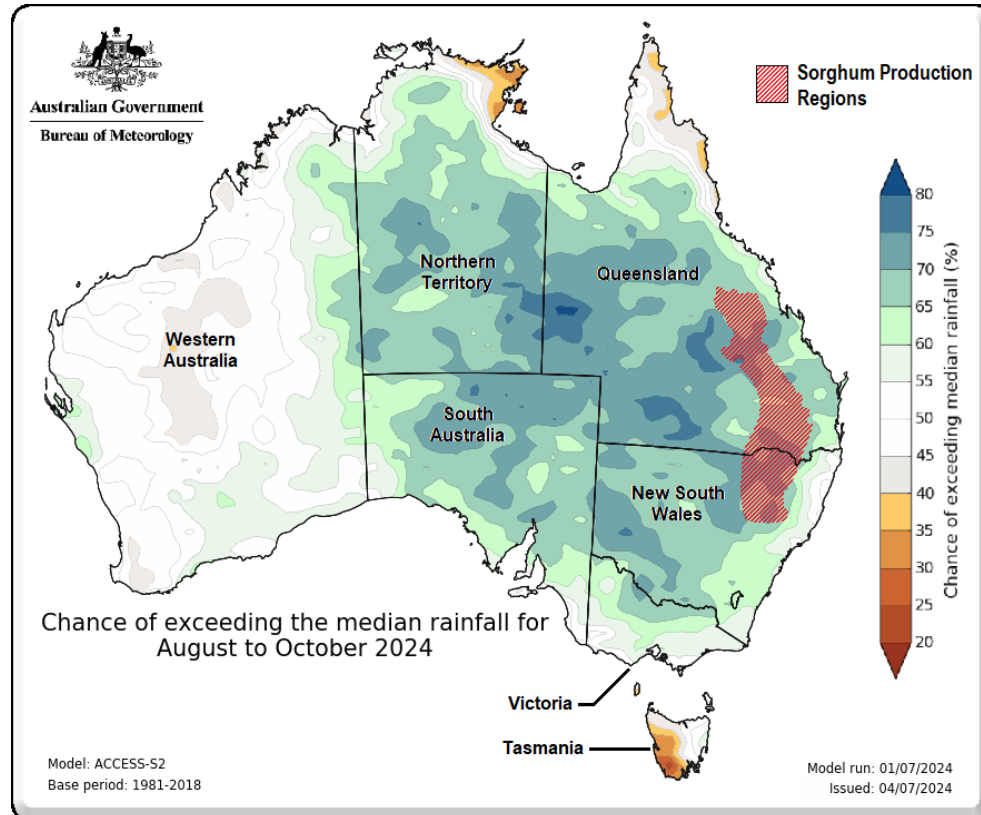 Australian Government
Bureau of Meteorology
Sorghum Production
Regions
Northern
Territory
Queensland
Western
Australia
South
Australia
New South
Wales
80
75
70
65
60
55
50
45
40
35
30
25
20
Chance of exceeding median rainfall (%)
Chance of exceeding the median rainfall for
August to October 2024
Victoria
Tasmania
Model: ACCESS-S2
Base period: 1981-2018
Model run: 01/07/2024
Issued: 04/07/2024